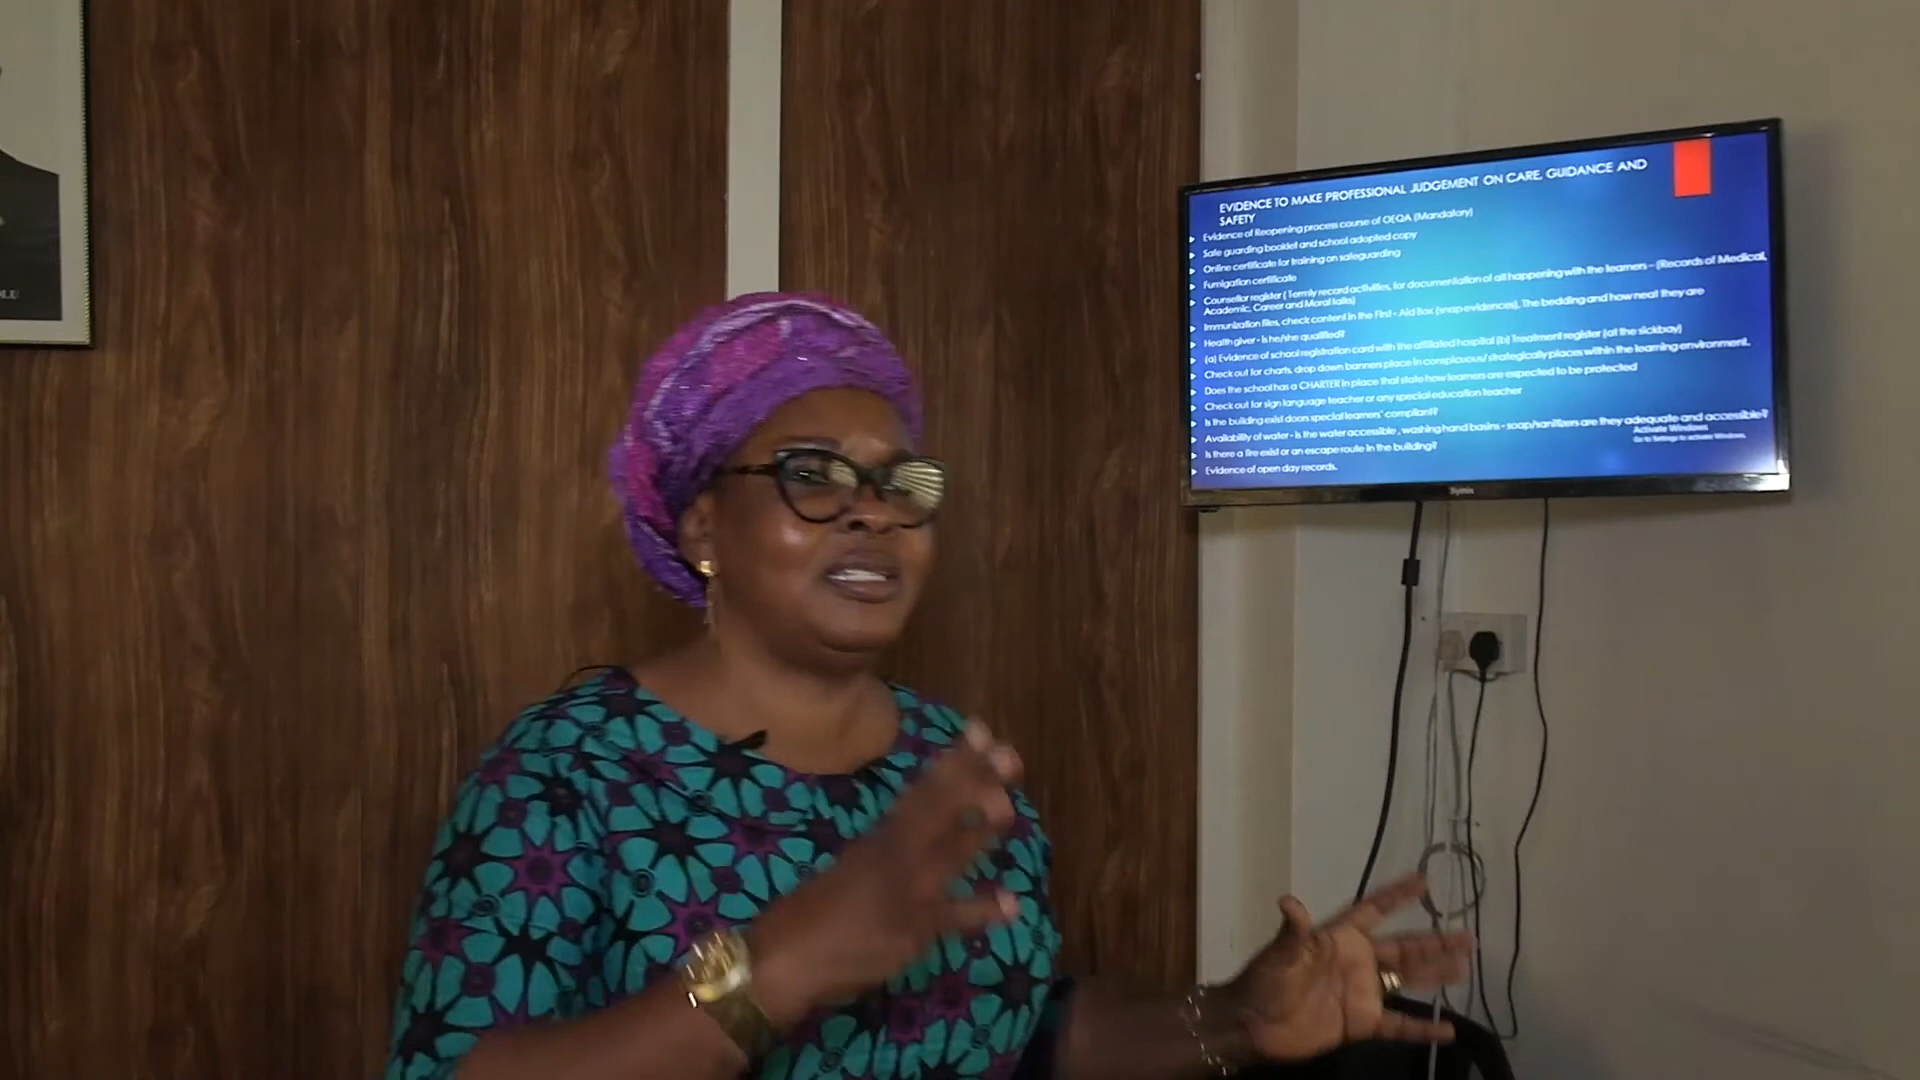 EVIDENCE TO MAKE PROFESSIONAL JUDGEMENT ON CARE, GUIDANCE AND
SAFETY
Evidence of Reopening process course of OEQA (Mandatory)
Safe guarding booklet and school adopted copy
Online certificate for training on safeguarding
Fumigation certificate
Counsellor register ( Termly record activities, for documentation of all happening with the learners - (Records of Medical,
Academic, Career and Moral talks)
Immunization files, check content in the First - Aid Box (snap evidences), The bedding and how neat they are
Health giver - is he/she qualified?
(a) Evidence of school registration card with the affiliated hospital (b) Treatment register (at the sickbay)
Check out for charts, drop down banners place in conspicuous/ strategically places within the learning environment.
Does the school has a CHARTER in place that state how learners are expected to be protected
Check out for sign language teacher or any special education teacher
Is the building exist doors special learners' compliant?
Availability of water - is the water accessible , washing hand basins - soap/sanitizers are they adequate and accessible?
Is there a fire exist or an escape route in the building?
Evidence of open day records.
Activate Windows
Go to Settings to activate Windows.